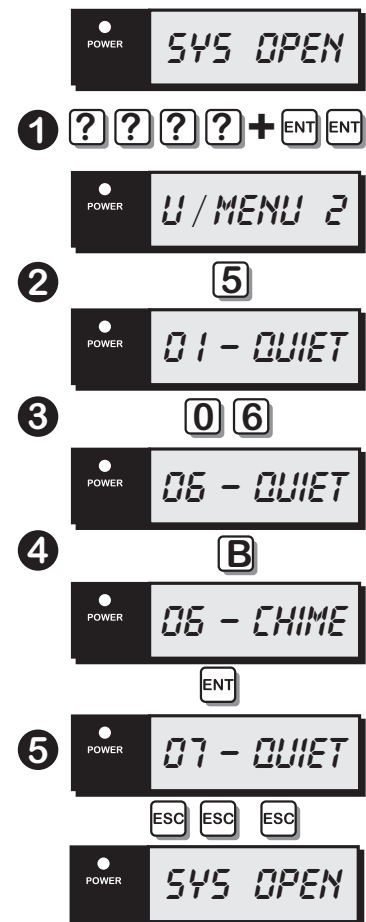 POWER SYS OPEN
1 ? ? ? ? + ENT ENT
POWER U/MENU 2
2 5
POWER 01 - QUIET
3 0 6
POWER 06 - QUIET
4 B
POWER 06 - CHIME
ENT
5 POWER 07 - QUIET
ESC ESC ESC
POWER SYS OPEN